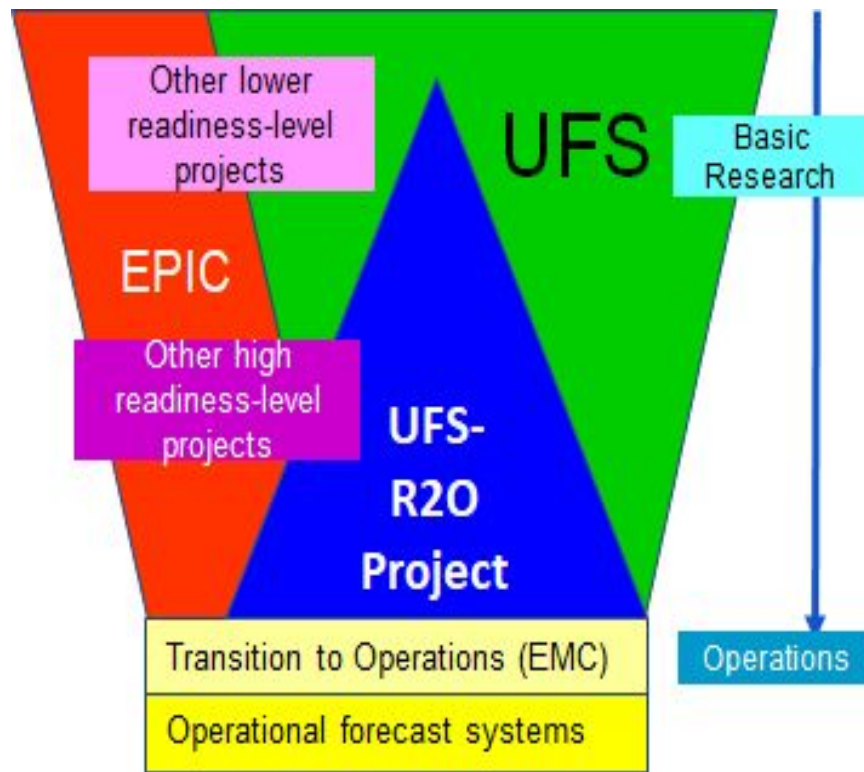 Other lower
readiness-level
projects
UFS
Basic
Research
EPIC
Other high
readiness-level
projects
UFS-
R2O
Project
Transition to Operations (EMC)
Operations
Operational forecast systems